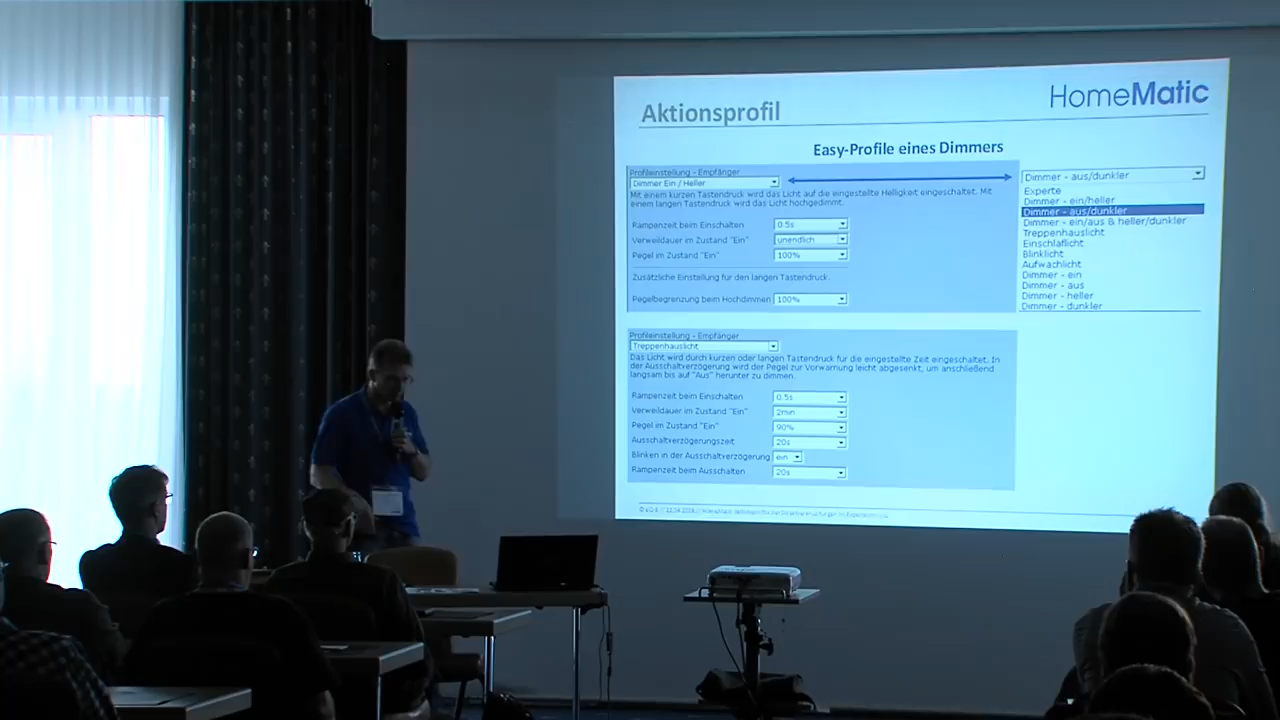 Aktionsprofil
HomeMatic
Easy-Profile eines Dimmers
Profileinstellung - Empfänger
Dimmer Ein / Heller
Mit einem kurzen Tastendruck wird das Licht auf die eingestellte Helligkeit eingeschaltet. Mit
einem langen Tastendruck wird das Licht hochgedimmt.
Rampenzeit beim Einschalten 0.5s
Verweildauer im Zustand "Ein" unendlich
Pegel im Zustand "Ein" 100%
Zusätzliche Einstellung für den langen Tastendruck.
Pegelbegrenzung beim Hochdimmen 100%
Dimmer - aus/dunkler
Experte
Dimmer - ein/heller
Dimmer - aus/dunkler
Dimmer - ein/aus & heller/dunkler
Treppenhauslicht
Einschlaflicht
Blinklicht
Aufwachlicht
Dimmer - ein
Dimmer - aus
Dimmer - heller
Dimmer - dunkler
Profileinstellung - Empfänger
Treppenhauslicht
Das Licht wird durch kurzen oder langen Tastendruck für die eingestellte Zeit eingeschaltet. In
der Ausschaltverzögerung wird der Pegel zur Vorwarnung leicht abgesenkt, um anschließend
langsam bis auf "Aus" herunter zu dimmen.
Rampenzeit beim Einschalten 0.5s
Verweildauer im Zustand "Ein" 2min
Pegel im Zustand "Ein" 90%
Ausschaltverzögerungszeit 20s
Blinken in der Ausschaltverzögerung ein
Rampenzeit beim Ausschalten 20s